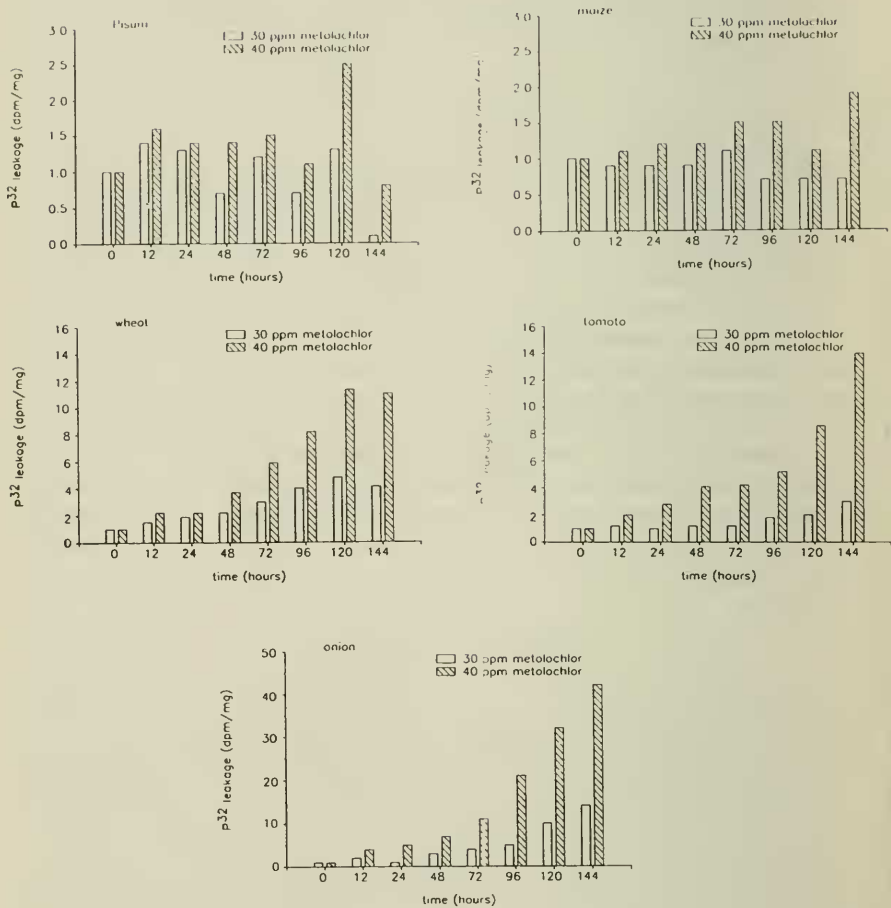 Pisum
30 ppm metolachlor
40 ppm metolachlor
p32 leakage (dpm/mg)
3.0
2.5
2.0
1.5
1.0
0.5
0.0
0 12 24 48 72 96 120 144
time (hours)
maize
30 ppm metolachlor
40 ppm metolachlor
p32 leakage (dpm/mg)
3.0
2.5
2.0
1.5
1.0
0.5
0.0
0 12 24 48 72 96 120 144
time (hours)
wheat
30 ppm metolachlor
40 ppm metolachlor
p32 leakage (dpm/mg)
16
14
12
10
8
6
4
2
0
0 12 24 48 72 96 120 144
time (hours)
tomato
30 ppm metolachlor
40 ppm metolachlor
16
14
12
10
8
6
4
2
0
0 12 24 48 72 96 120 144
time (hours)
onion
30 ppm metolachlor
40 ppm metolachlor
p32 leakage (dpm/mg)
50
40
30
20
10
0
0 12 24 48 72 96 120 144
time (hours)